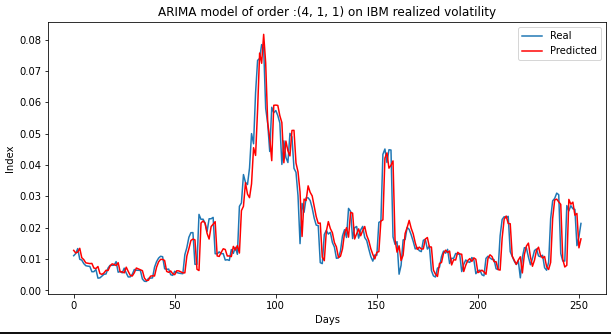 ARIMA model of order :(4, 1, 1) on IBM realized volatility
Real
Predicted
0.08
0.07
0.06
0.05
0.04
0.03
0.02
0.01
0.00
Index
0 50 100 150 200 250
Days